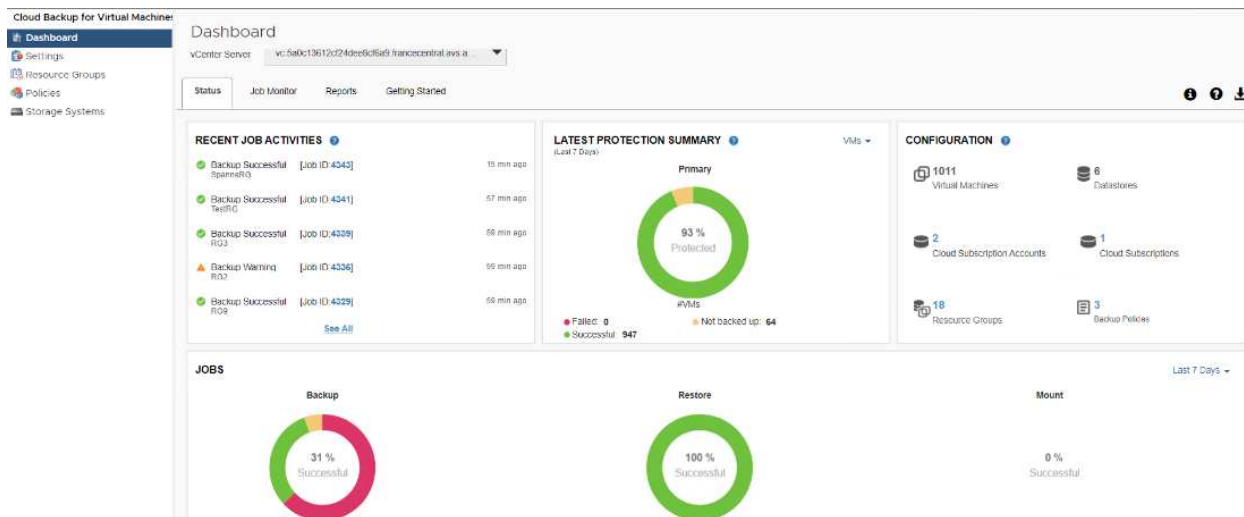 Cloud Backup for Virtual Machines
Dashboard
Settings
Resource Groups
Policies
Storage Systems
Dashboard
vCenter Server
Status Job Monitor Reports Getting Started
RECENT JOB ACTIVITIES
Backup Successful [Job ID:4343] 15 min ago
SpannedRG
Backup Successful [Job ID:4341] 57 min ago
TestRG
Backup Successful [Job ID:4339] 59 min ago
RG3
Backup Warning [Job ID:4336] 59 min ago
RG2
Backup Successful [Job ID:4329] 59 min ago
RG9
See All
LATEST PROTECTION SUMMARY VMs
(Last 7 Days)
Primary
93 %
Protected
#VMs
Failed: 0 Not backed up: 64
Successful: 947
CONFIGURATION
1011
Virtual Machines
6
Datastores
2
Cloud Subscription Accounts
1
Cloud Subscriptions
18
Resource Groups
3
Backup Policies
JOBS Last 7 Days
Backup
31 %
Successful
Restore
100 %
Successful
Mount
0 %
Successful